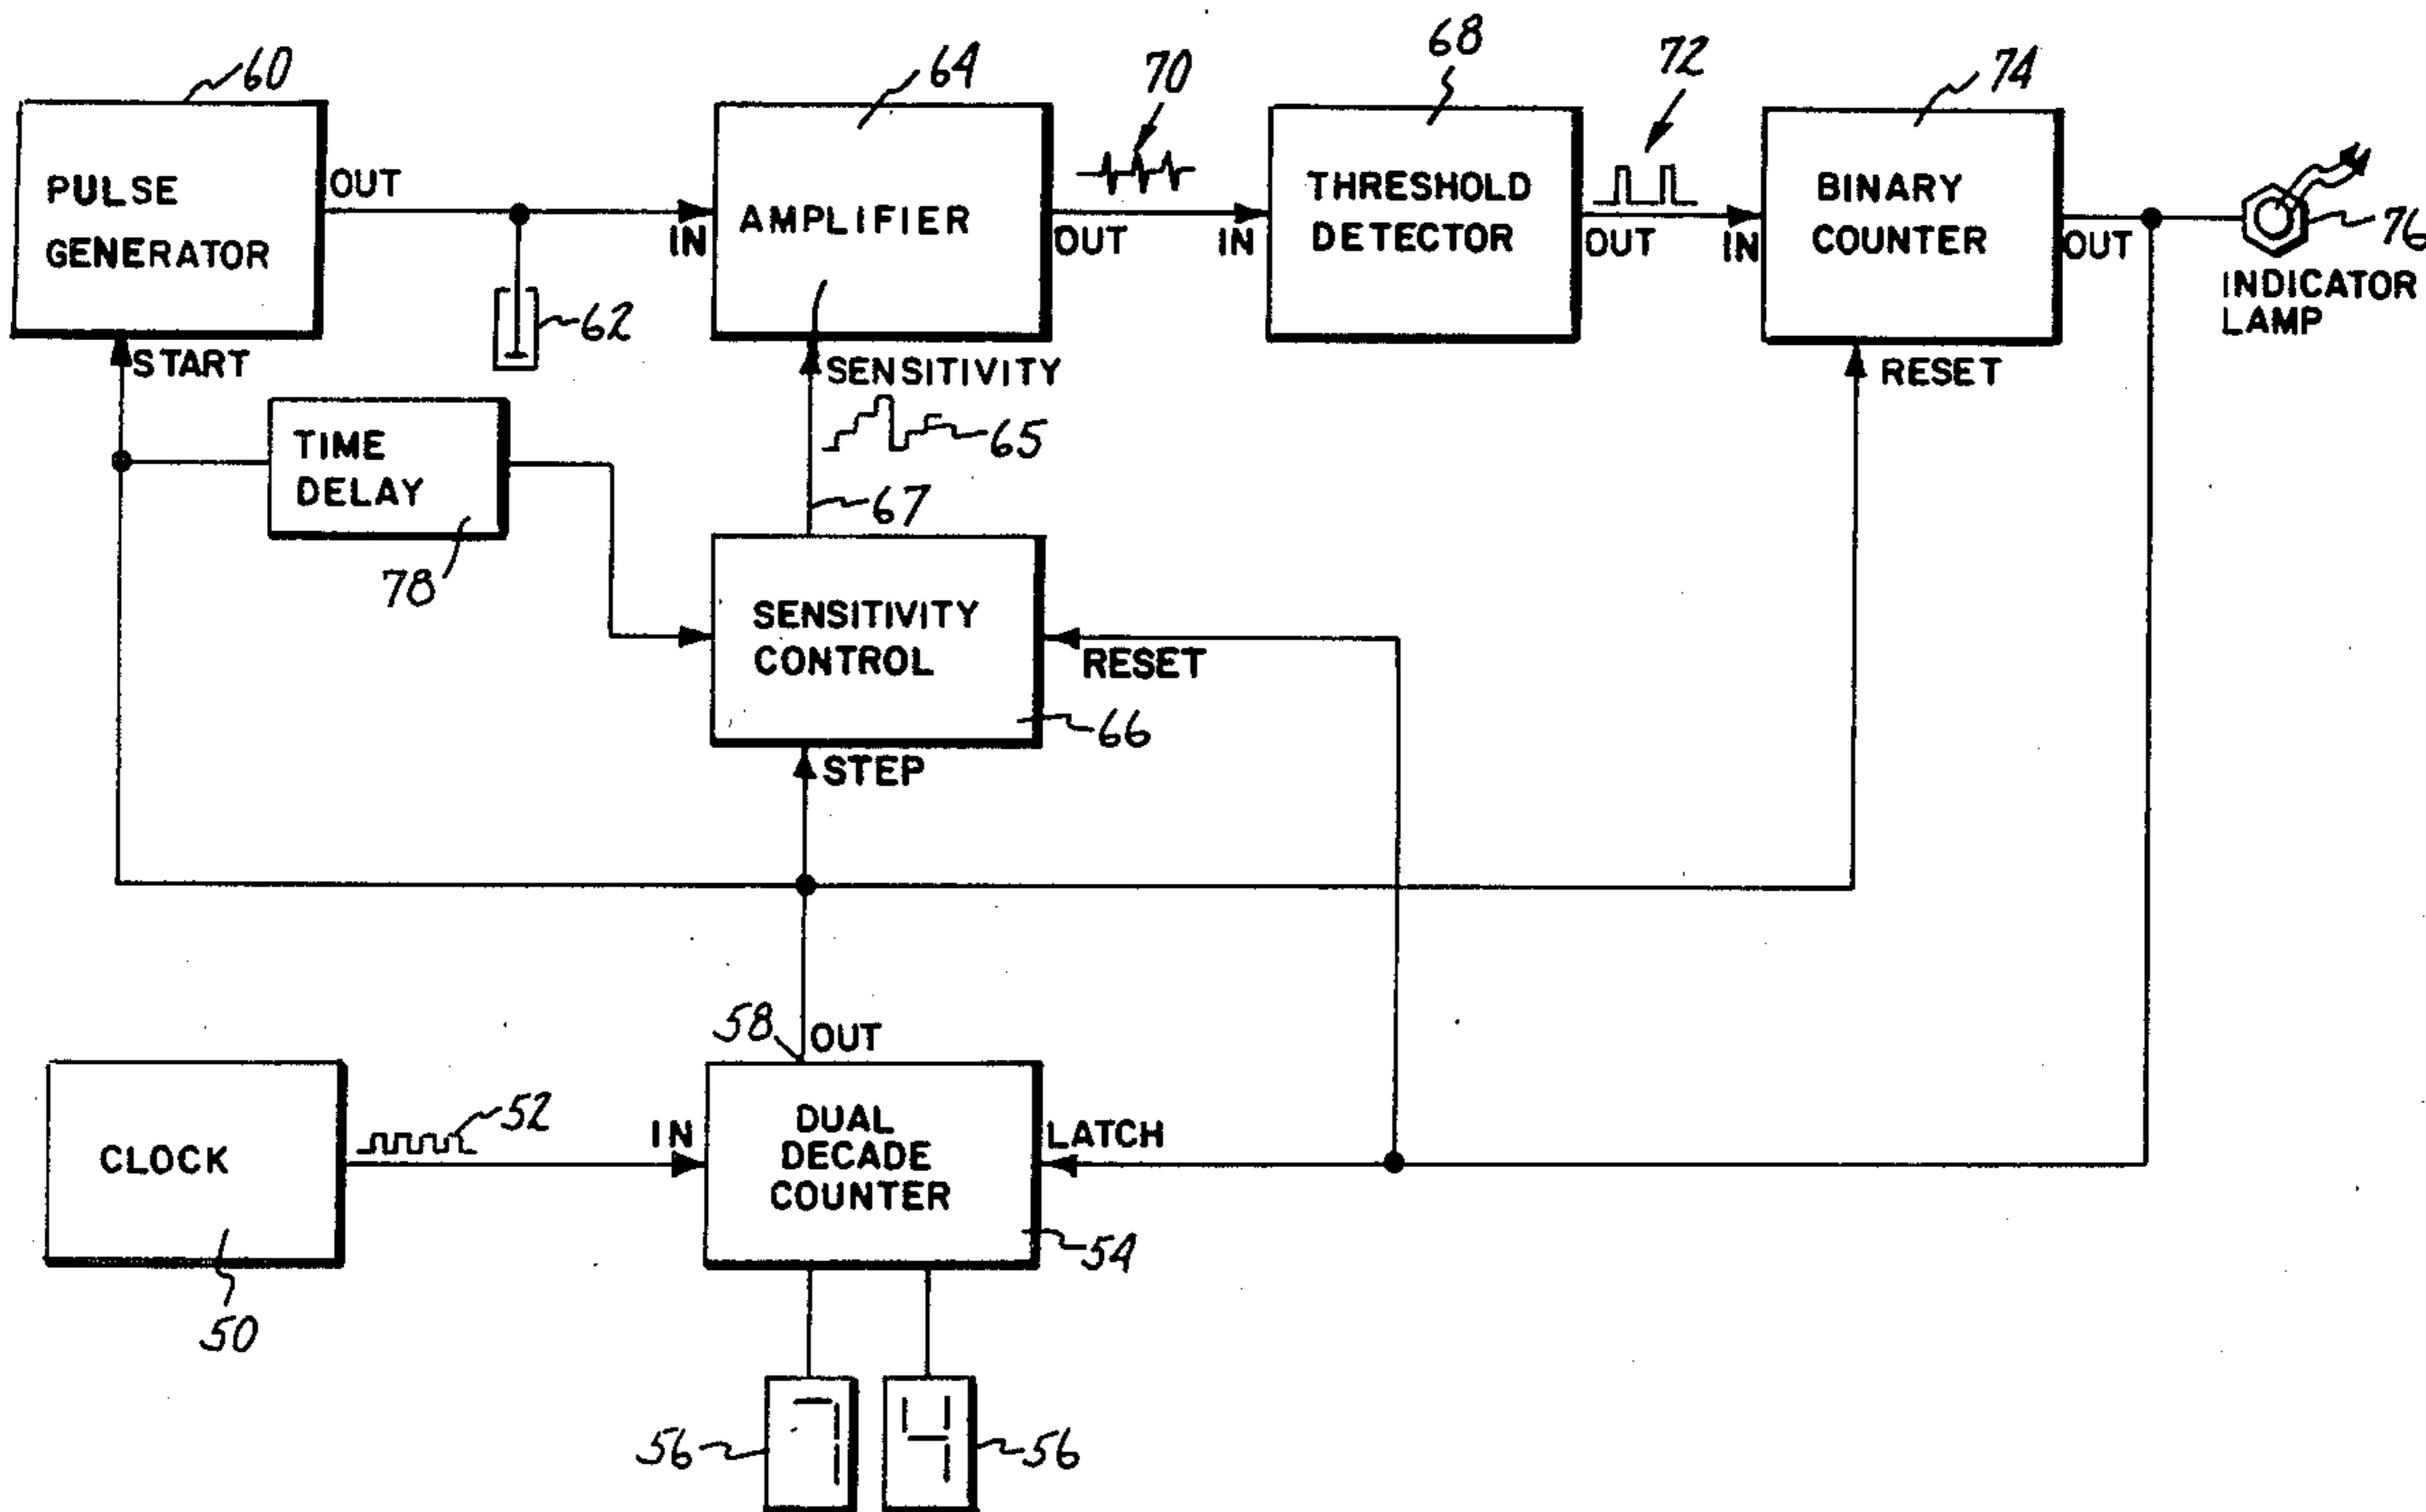 60
PULSE
GENERATOR
OUT
START
62
64
AMPLIFIER
IN
OUT
SENSITIVITY
70
68
THRESHOLD
DETECTOR
IN
OUT
72
74
BINARY
COUNTER
IN
OUT
RESET
76
INDICATOR
LAMP
TIME
DELAY
78
65
67
SENSITIVITY
CONTROL
RESET
66
STEP
58
OUT
CLOCK
50
52
IN
DUAL
DECADE
COUNTER
LATCH
54
56
7
4
56